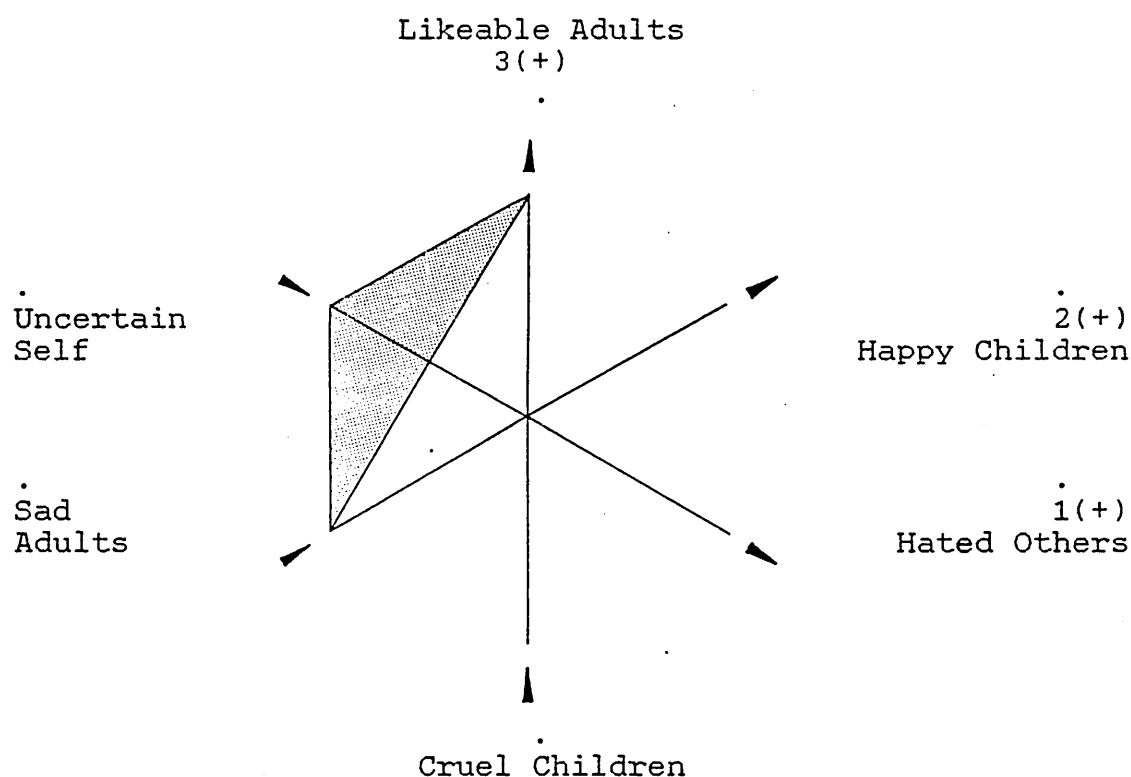 Likeable Adults
3(+)
Uncertain
Self
2(+)
Happy Children
Sad
Adults
1(+)
Hated Others
Cruel Children